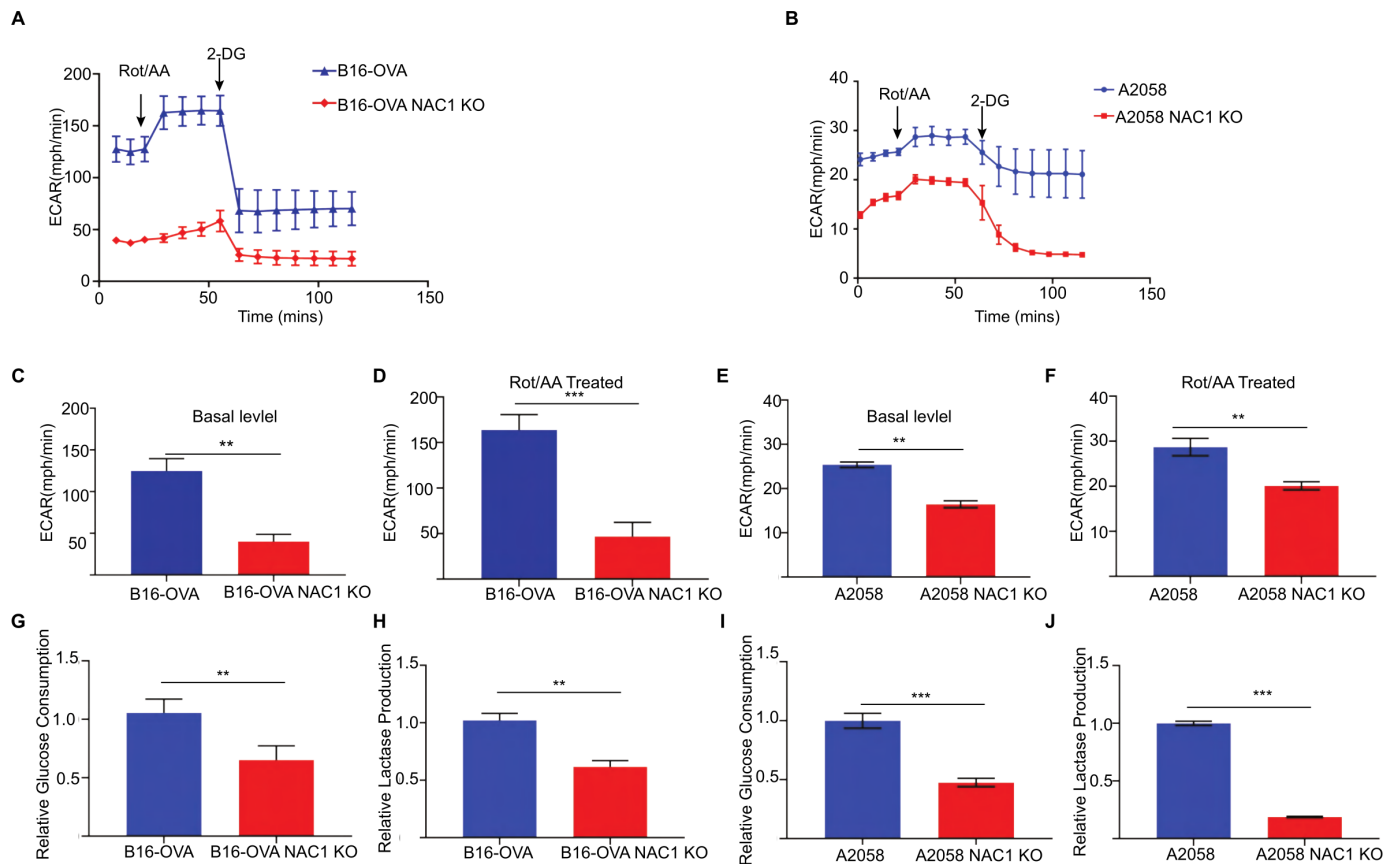 A
B
2-DG
Rot/AA
B16-OVA
B16-OVA NAC1 KO
200
150
100
50
0
ECAR(mph/min)
0
50
100
150
Time (mins)
Rot/AA
2-DG
A2058
A2058 NAC1 KO
40
30
20
10
0
ECAR(mph/min)
0
50
100
150
Time (mins)
C
Basal levlel
**
200
150
100
50
ECAR(mph/min)
B16-OVA
B16-OVA NAC1 KO
D
Rot/AA Treated
***
200
150
100
50
ECAR(mph/min)
B16-OVA
B16-OVA NAC1 KO
E
Basal levlel
**
40
30
20
10
ECAR(mph/min)
A2058
A2058 NAC1 KO
F
Rot/AA Treated
**
40
30
20
10
ECAR(mph/min)
A2058
A2058 NAC1 KO
G
**
1.5
1.0
0.5
0
Relative Glucose Consumption
B16-OVA
B16-OVA NAC1 KO
H
**
1.5
1.0
0.5
0
Relative Lactase Production
B16-OVA
B16-OVA NAC1 KO
I
***
1.5
1.0
0.5
0
Relative Glucose Consumption
A2058
A2058 NAC1 KO
J
***
1.5
1.0
0.5
0
Relative Lactase Production
A2058
A2058 NAC1 KO